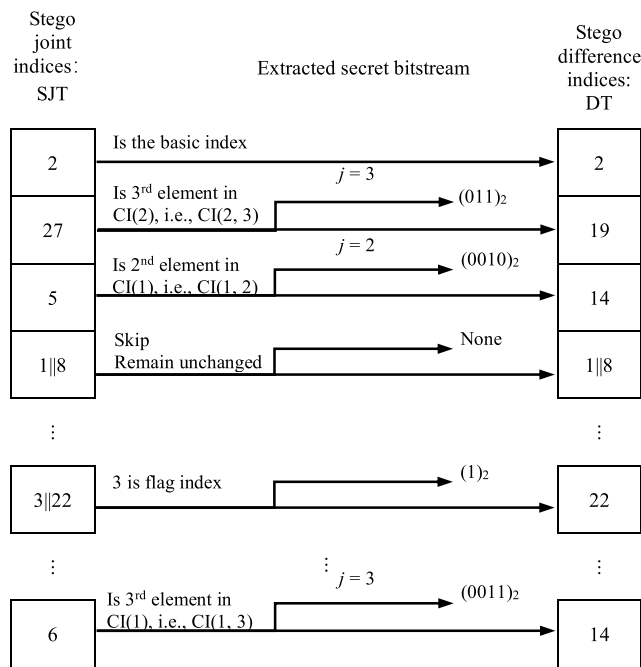 Stego
joint
indices:
SJT
Extracted secret bitstream
Stego
difference
indices:
DT
2
Is the basic index
2
j = 3
27
Is 3rd element in
CI(2), i.e., CI(2, 3)
(011)2
19
j = 2
5
Is 2nd element in
CI(1), i.e., CI(1, 2)
(0010)2
14
1||8
Skip
Remain unchanged
None
1||8
⋮
⋮
3||22
3 is flag index
(1)2
22
⋮
⋮
⋮
j = 3
6
Is 3rd element in
CI(1), i.e., CI(1, 3)
(0011)2
14